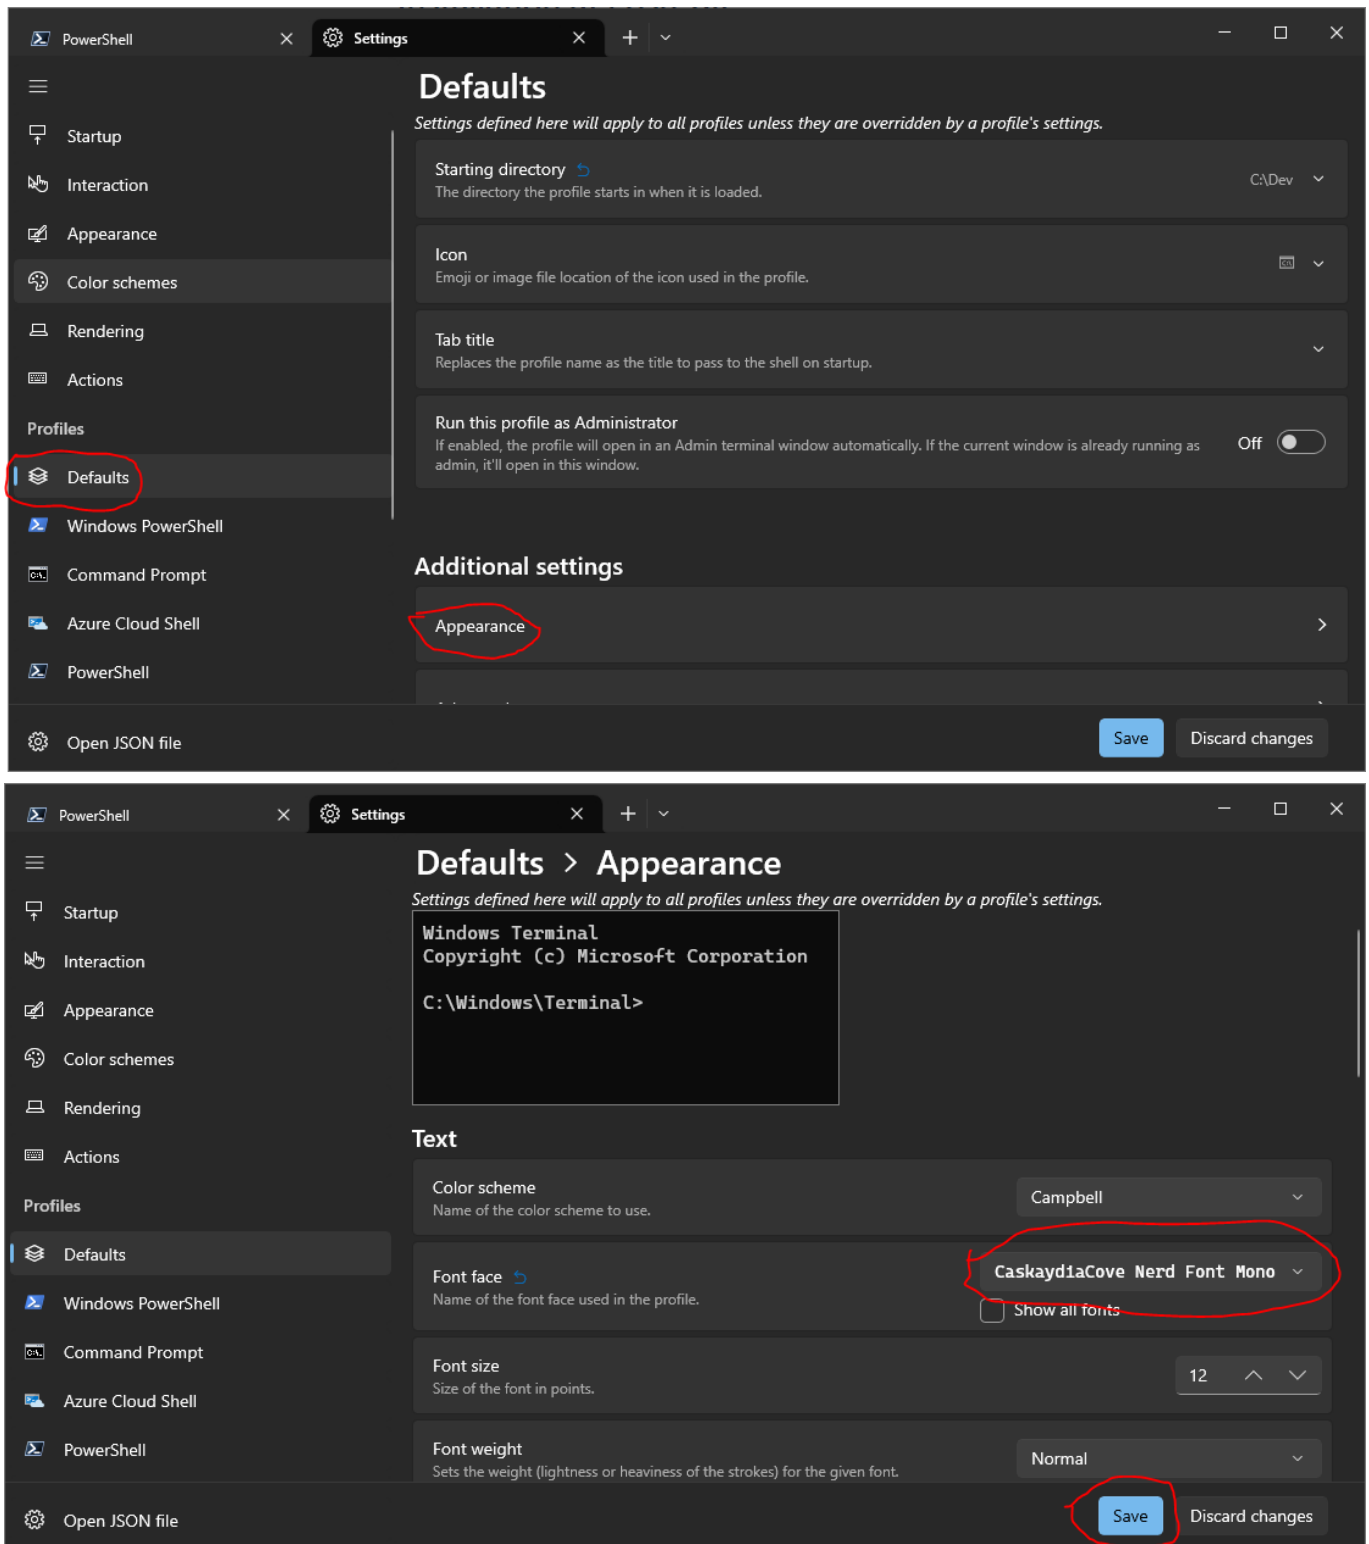 PowerShell
Settings
Defaults
Settings defined here will apply to all profiles unless they are overridden by a profile's settings.
Startup
Interaction
Appearance
Color schemes
Rendering
Actions
Profiles
Defaults
Windows PowerShell
Command Prompt
Azure Cloud Shell
PowerShell
Open JSON file
Starting directory
The directory the profile starts in when it is loaded.
C:\Dev
Icon
Emoji or image file location of the icon used in the profile.
Tab title
Replaces the profile name as the title to pass to the shell on startup.
Run this profile as Administrator
If enabled, the profile will open in an Admin terminal window automatically. If the current window is already running as
admin, it'll open in this window.
Off
Additional settings
Appearance
Save
Discard changes
PowerShell
Settings
Defaults > Appearance
Settings defined here will apply to all profiles unless they are overridden by a profile's settings.
Startup
Interaction
Appearance
Color schemes
Rendering
Actions
Profiles
Defaults
Windows PowerShell
Command Prompt
Azure Cloud Shell
PowerShell
Open JSON file
Windows Terminal
Copyright (c) Microsoft Corporation
C:\Windows\Terminal>
Text
Color scheme
Name of the color scheme to use.
Campbell
Font face
Name of the font face used in the profile.
CaskaydiaCove Nerd Font Mono
Show all fonts
Font size
Size of the font in points.
12
Font weight
Sets the weight (lightness or heaviness of the strokes) for the given font.
Normal
Save
Discard changes